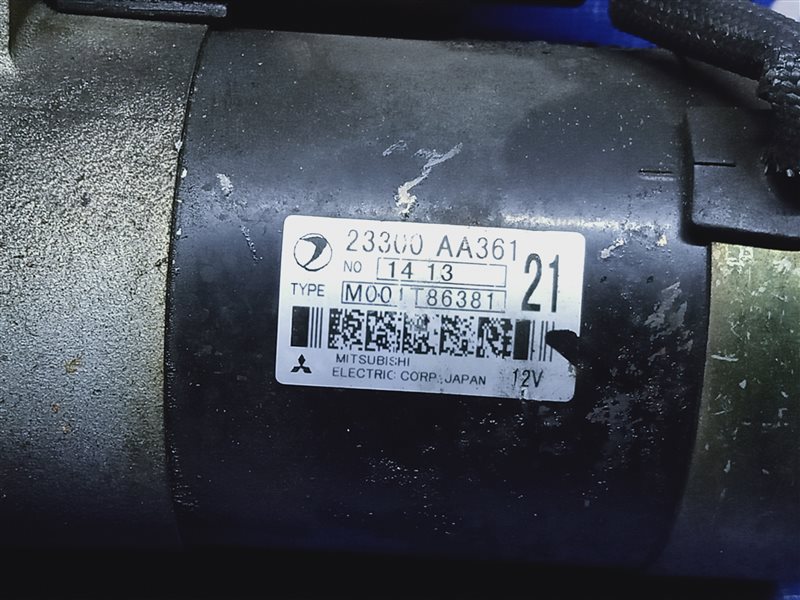 23300 AA361
NO 14 13 21
TYPE M001T86381
MITSUBISHI
ELECTRIC CORP. JAPAN 12V